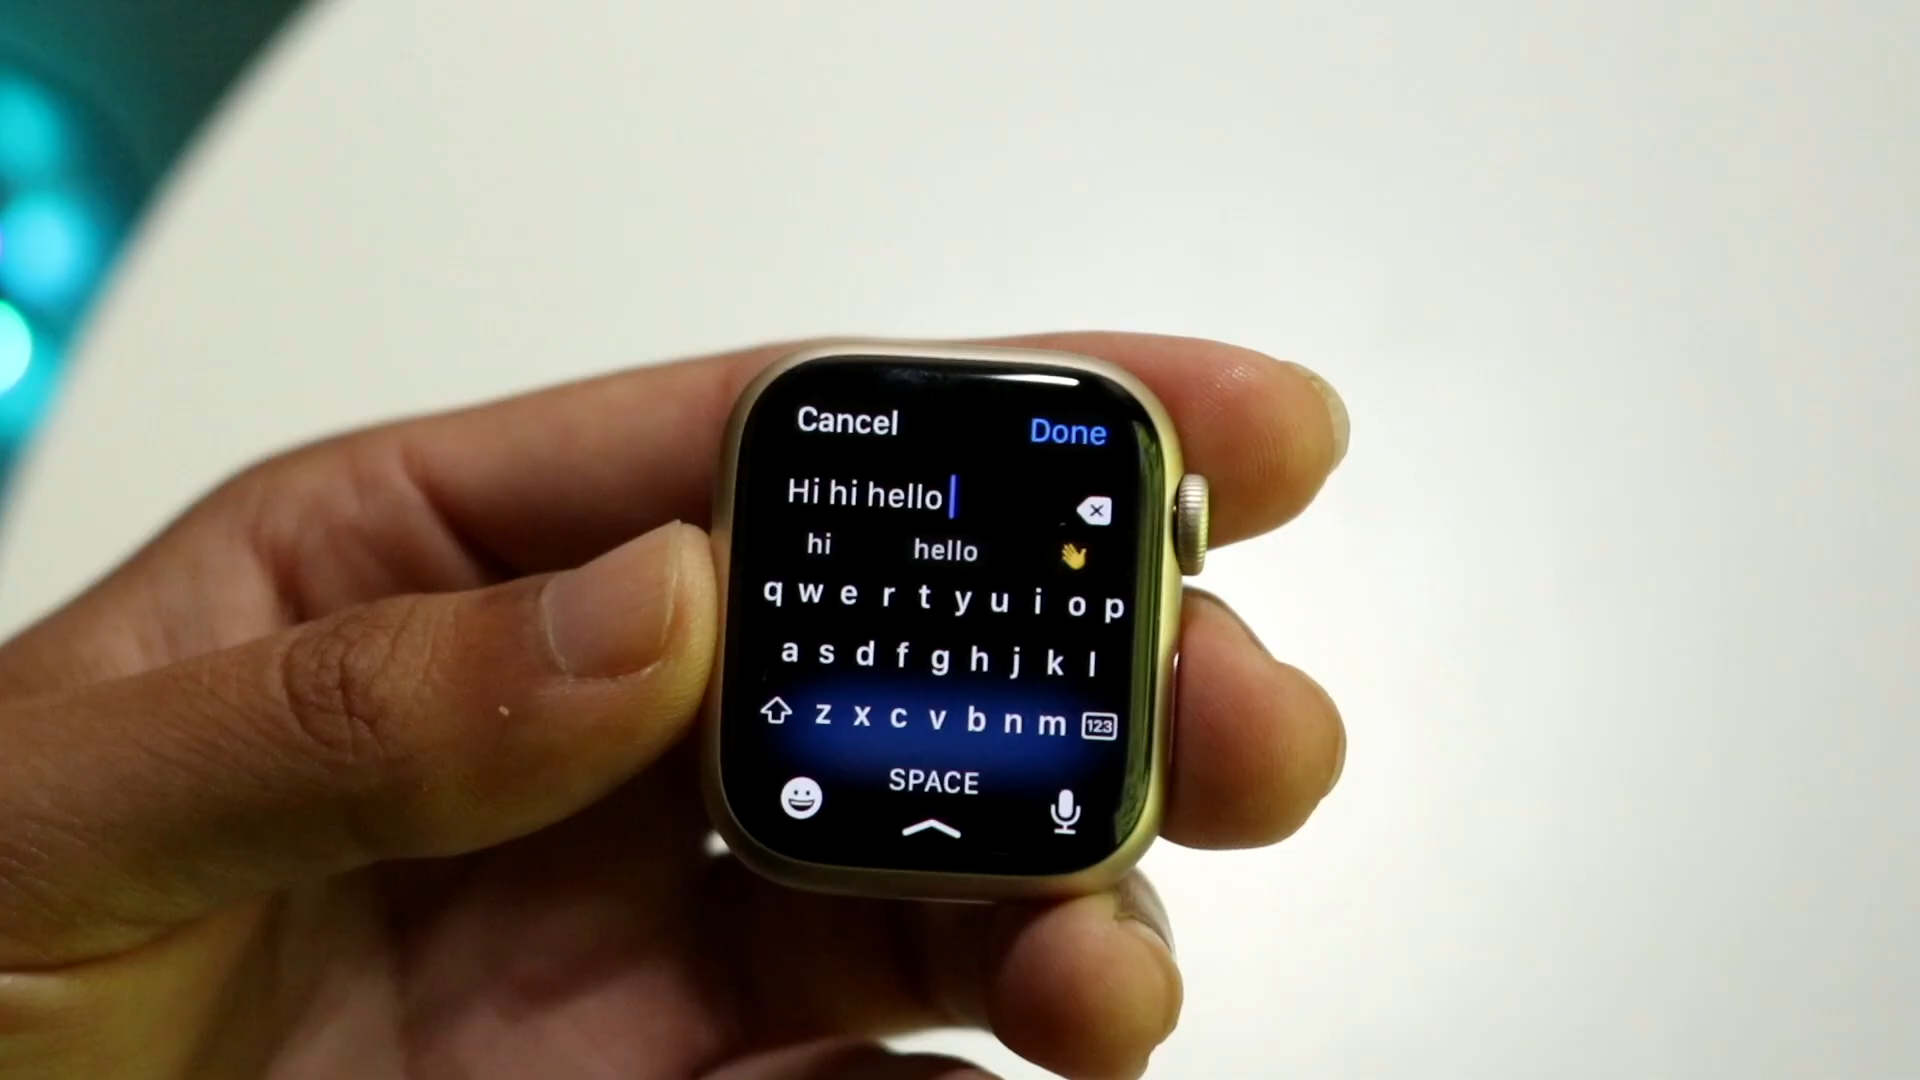 Cancel Done
Hi hi hello
hi hello 👋
q w e r t y u i o p
a s d f g h j k l
z x c v b n m 123
SPACE